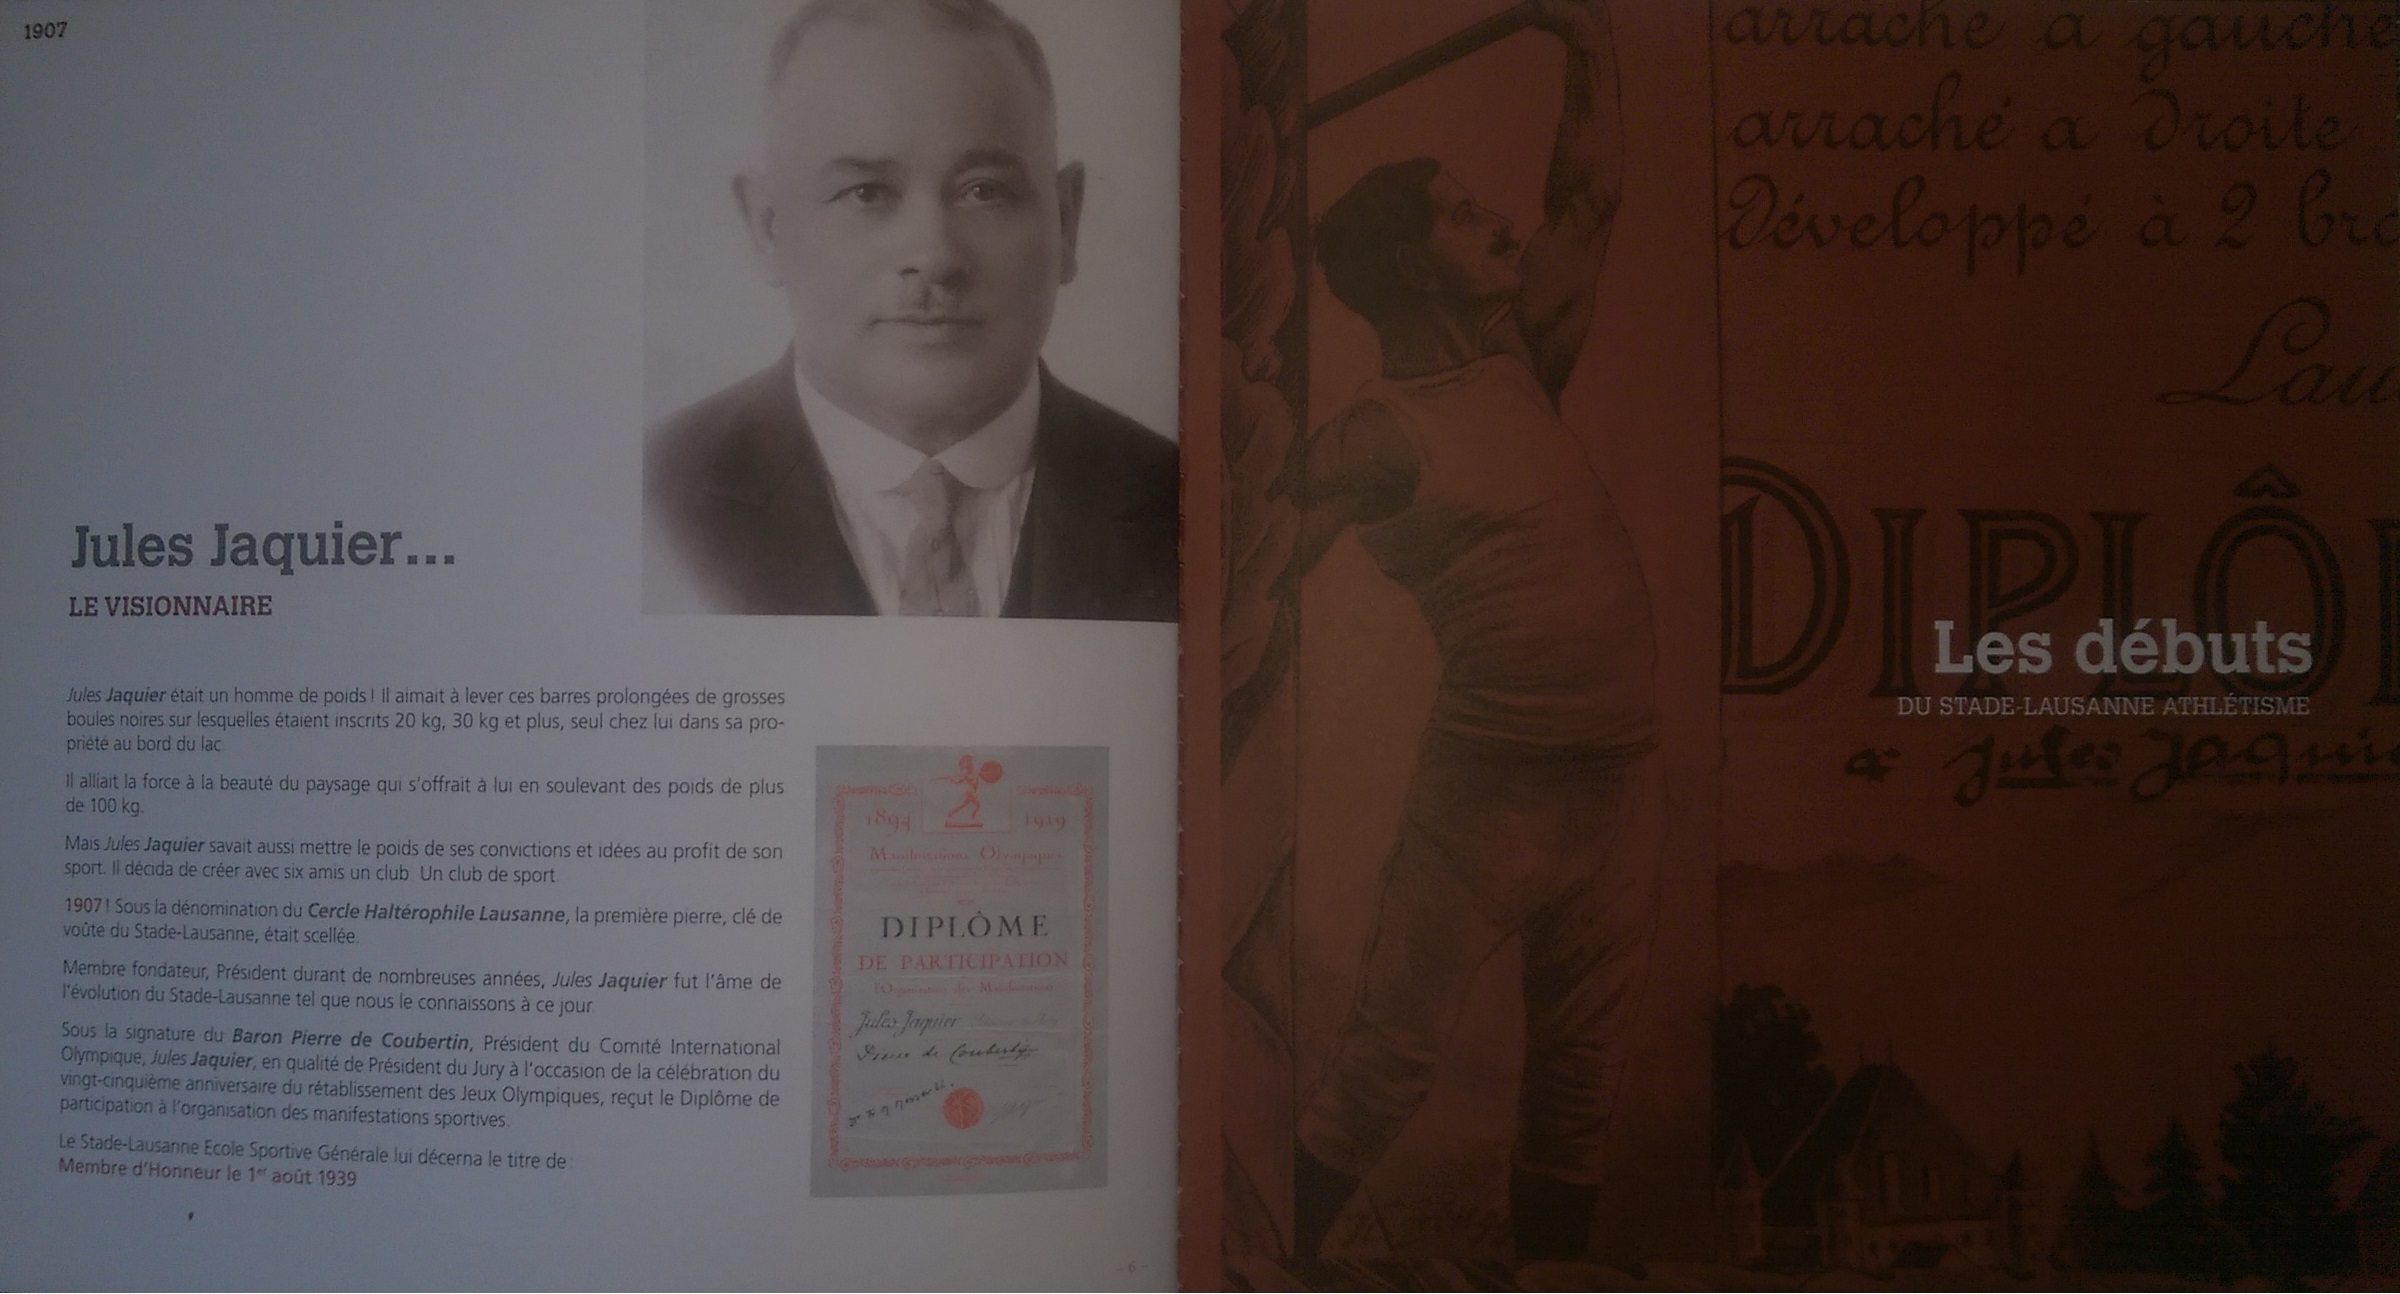 1907
Jules Jaquier...
LE VISIONNAIRE
Jules Jaquier était un homme de poids! Il aimait à lever ces barres prolongées de grosses
boules noires sur lesquelles étaient inscrits 20 kg, 30 kg et plus, seul chez lui dans sa pro-
priété au bord du lac
Il alliait la force à la beauté du paysage qui s'offrait à lui en soulevant des poids de plus
de 100 kg.
Mais Jules Jaquier savait aussi mettre le poids de ses convictions et idées au profit de son
sport. Il décida de créer avec six amis un club Un club de sport
1907! Sous la dénomination du Cercle Haltérophile Lausanne, la première pierre, clé de
voûte du Stade-Lausanne, était scellée.
Membre fondateur, Président durant de nombreuses années, Jules Jaquier fut l'âme de
l'évolution du Stade-Lausanne tel que nous le connaissons à ce jour.
Sous la signature du Baron Pierre de Coubertin, Président du Comité International
Olympique, Jules Jaquier, en qualité de Président du Jury à l'occasion de la célébration du
vingt-cinquième anniversaire du rétablissement des Jeux Olympiques, reçut le Diplôme de
participation à l'organisation des manifestations sportives.
Le Stade-Lausanne Ecole Sportive Générale lui décerna le titre de
Membre d'Honneur le 1er août 1939
1894 1919
Manifestations Olympiques
DIPLÔME
DE PARTICIPATION
Jules Jaquier
Pierre de Coubertin
- 6 -
arraché a gauche
arraché a droite
Développé à 2 bra
Lau
DIPLÔ
Les débuts
DU STADE-LAUSANNE ATHLÉTISME
a Jules Jaquie